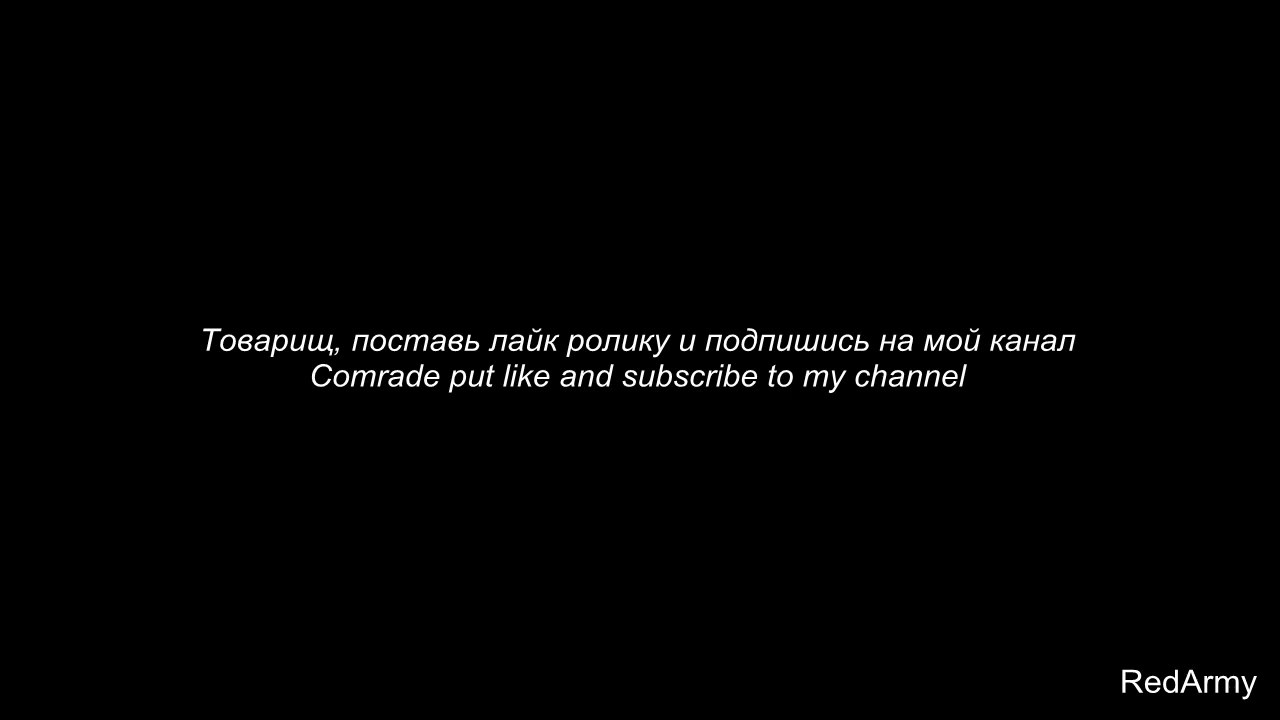 Товарищ, поставь лайк ролику и подпишись на мой канал
Comrade put like and subscribe to my channel
RedArmy